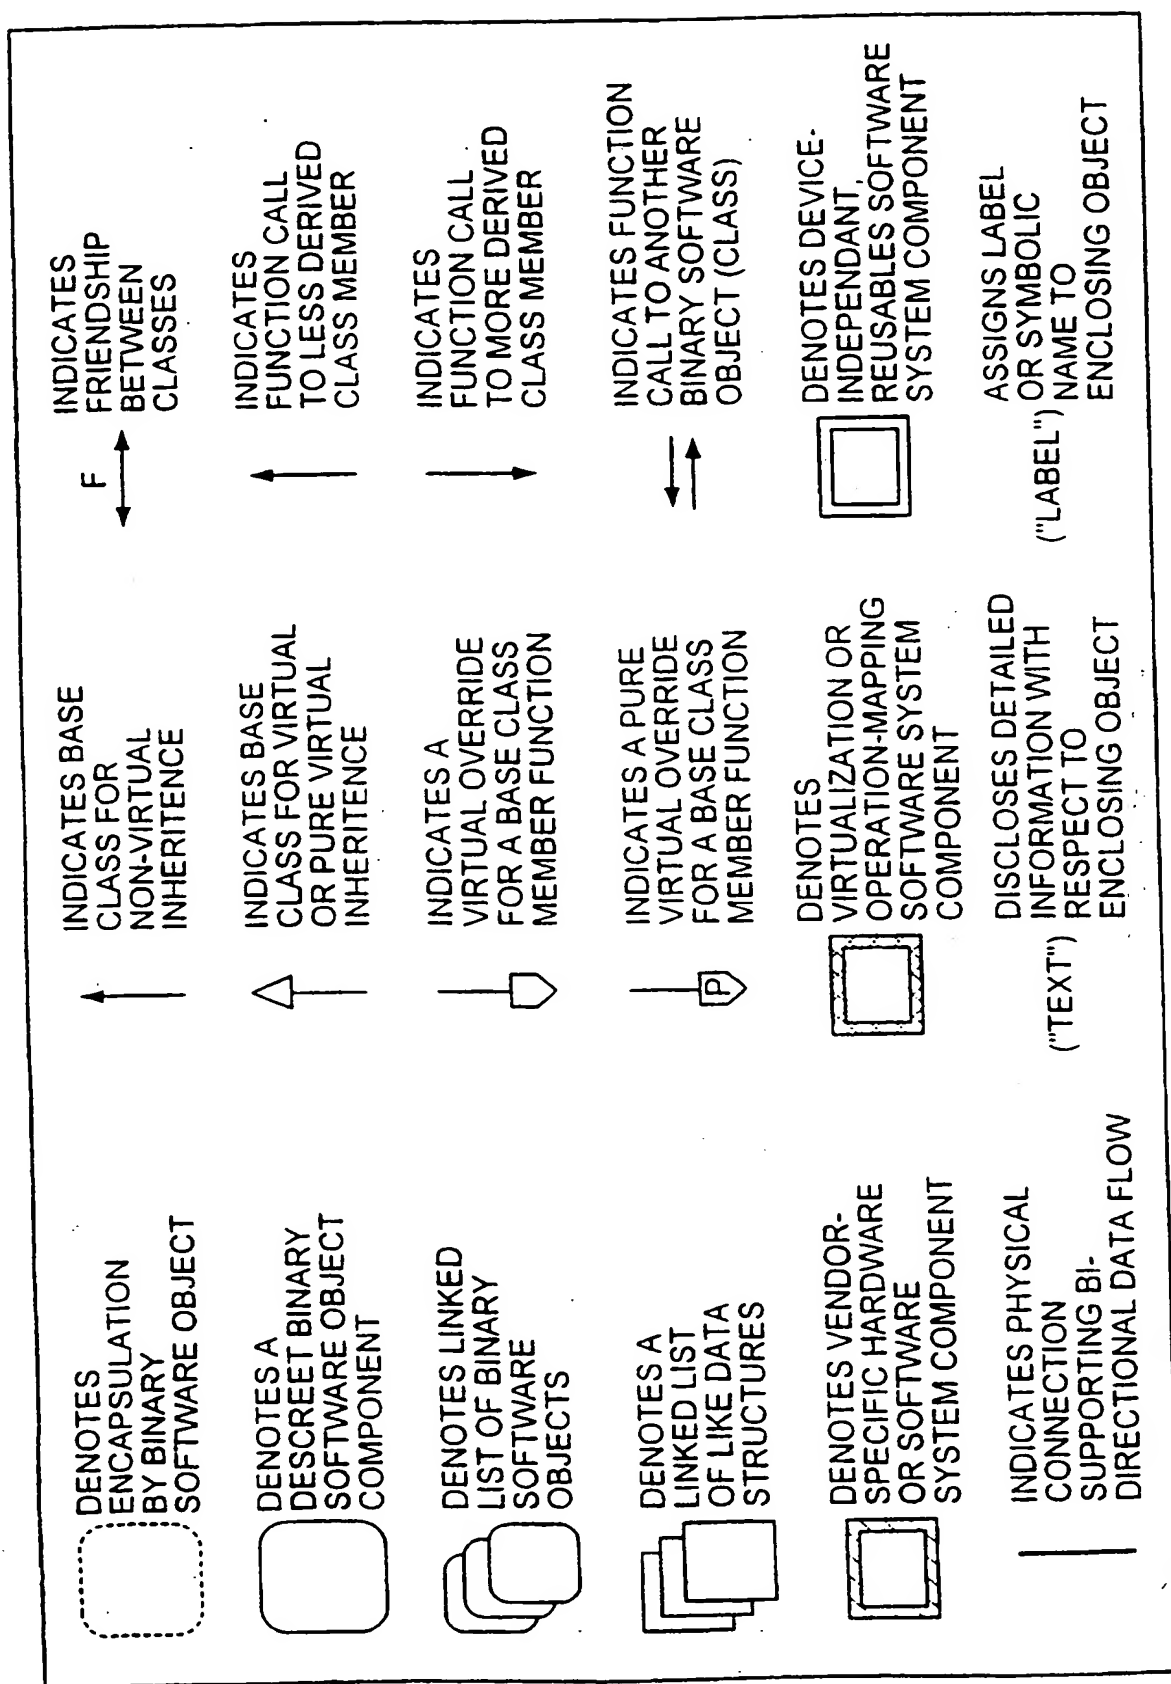 DENOTES
ENCAPSULATION
BY BINARY
SOFTWARE OBJECT
DENOTES A
DESCREET BINARY
SOFTWARE OBJECT
COMPONENT
DENOTES LINKED
LIST OF BINARY
SOFTWARE
OBJECTS
DENOTES A
LINKED LIST
OF LIKE DATA
STRUCTURES
DENOTES VENDOR-
SPECIFIC HARDWARE
OR SOFTWARE
SYSTEM COMPONENT
INDICATES PHYSICAL
CONNECTION
SUPPORTING BI-
DIRECTIONAL DATA FLOW
INDICATES BASE
CLASS FOR
NON-VIRTUAL
INHERITENCE
INDICATES BASE
CLASS FOR VIRTUAL
OR PURE VIRTUAL
INHERITENCE
INDICATES A
VIRTUAL OVERRIDE
FOR A BASE CLASS
MEMBER FUNCTION
P
INDICATES A PURE
VIRTUAL OVERRIDE
FOR A BASE CLASS
MEMBER FUNCTION
DENOTES
VIRTUALIZATION OR
OPERATION-MAPPING
SOFTWARE SYSTEM
COMPONENT
("TEXT")
DISCLOSES DETAILED
INFORMATION WITH
RESPECT TO
ENCLOSING OBJECT
F
INDICATES
FRIENDSHIP
BETWEEN
CLASSES
INDICATES
FUNCTION CALL
TO LESS DERIVED
CLASS MEMBER
INDICATES
FUNCTION CALL
TO MORE DERIVED
CLASS MEMBER
INDICATES FUNCTION
CALL TO ANOTHER
BINARY SOFTWARE
OBJECT (CLASS)
DENOTES DEVICE-
INDEPENDANT,
REUSABLES SOFTWARE
SYSTEM COMPONENT
("LABEL")
ASSIGNS LABEL
OR SYMBOLIC
NAME TO
ENCLOSING OBJECT